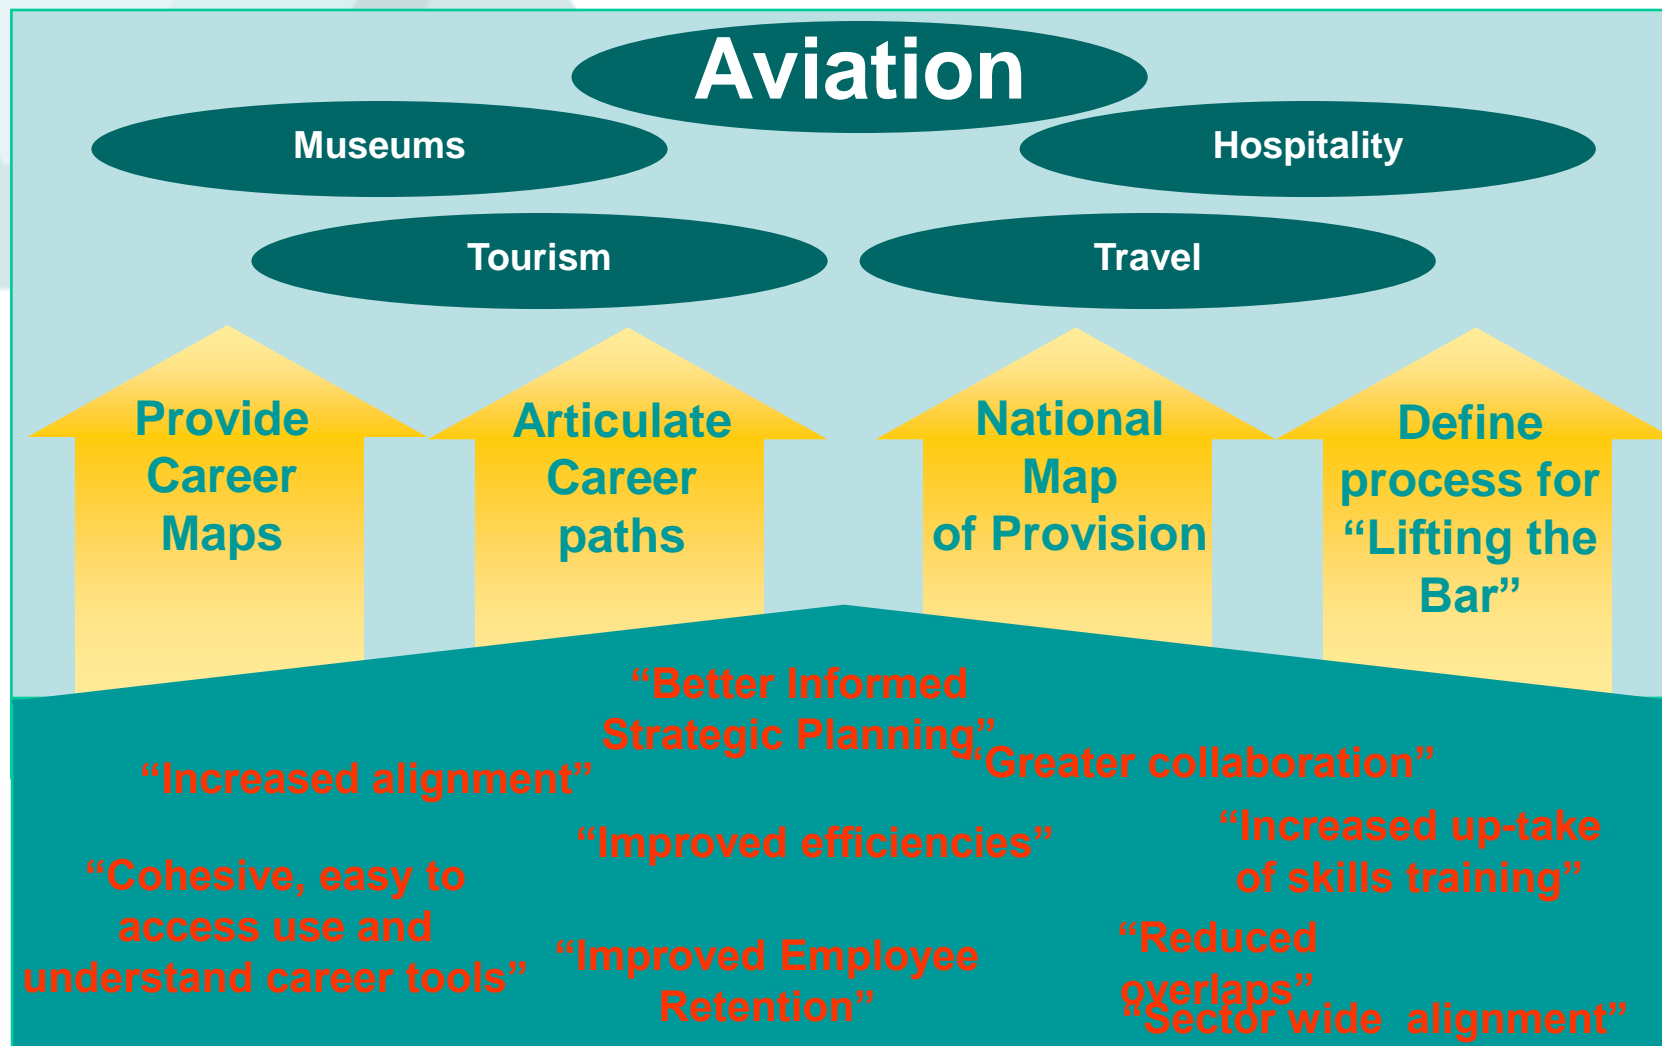 Aviation
Museums
Hospitality
Tourism
Travel
Provide
Career
Maps
Articulate
Career
paths
National
Map
of Provision
Define
process for
“Lifting the
Bar”
“Better Informed
Strategic Planning”
“Greater collaboration”
“Increased alignment”
“Improved efficiencies”
“Increased up-take
of skills training”
“Cohesive, easy to
access use and
understand career tools”
“Improved Employee
Retention”
“Reduced
overlaps”
“Sector wide  alignment”